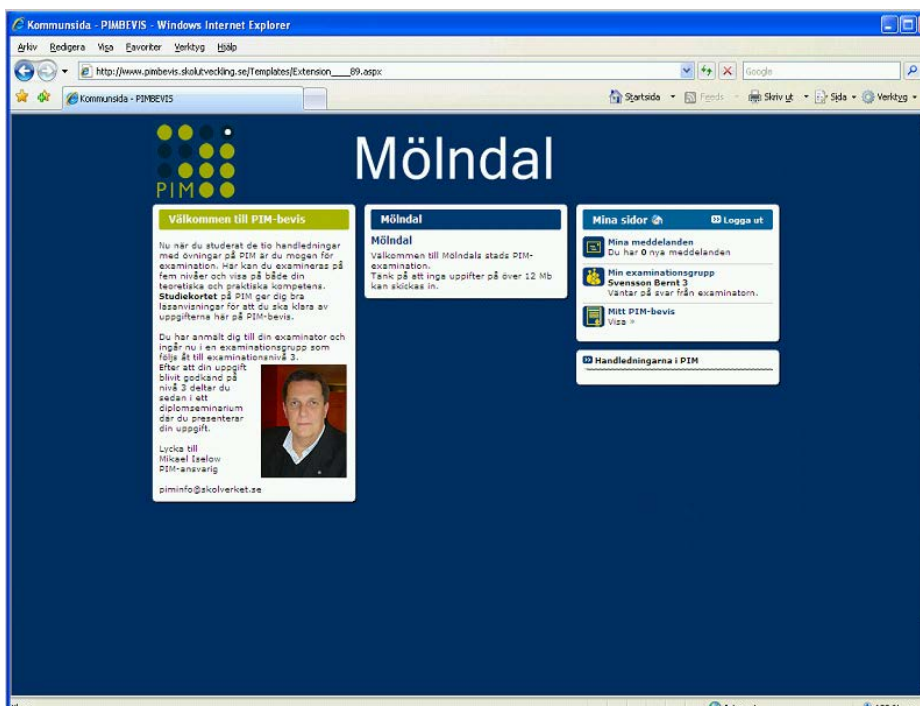 Kommunsida - PIMBEVIS - Windows Internet Explorer
Arkiv Redigera Visa Favoriter Verktyg Hjälp
http://www.pimbevis.skolutveckling.se/Templates/Extension____89.aspx
Google
Kommunsida - PIMBEVIS
Startsida
Feeds
Skriv ut
Sida
Verktyg
PIM
Mölndal
Välkommen till PIM-bevis
Nu när du studerat de tio handledningar
med övningar på PIM är du mogen för
examination. Här kan du examineras på
fem nivåer och visa på både din
teoretiska och praktiska kompetens.
Studiekortet på PIM ger dig bra
läsanvisningar för att du ska klara av
uppgifterna här på PIM-bevis.
Du har anmält dig till din examinator och
ingår nu i en examinationsgrupp som
följs åt till examinationsnivå 3.
Efter att din uppgift
blivit godkänd på
nivå 3 deltar du
sedan i ett
diplomseminarium
där du presenterar
din uppgift.
Lycka till
Mikael Iselow
PIM-ansvarig
piminfo@skolverket.se
Mölndal
Mölndal
Välkommen till Mölndals stads PIM-
examination.
Tänk på att inga uppifter på över 12 Mb
kan skickas in.
Mina sidor
Logga ut
Mina meddelanden
Du har 0 nya meddelanden
Min examinationsgrupp
Svensson Bernt 3
Väntar på svar från examinatorn.
Mitt PIM-bevis
Visa »
Handledningarna i PIM